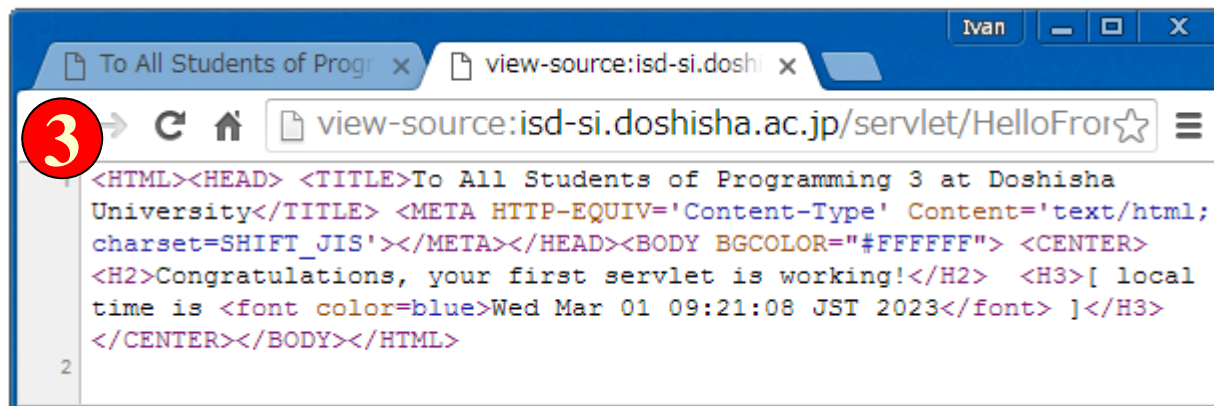 Ivan
To All Students of Progr
view-source:isd-si.doshi
3
view-source:isd-si.doshisha.ac.jp/servlet/HelloFro
1 <HTML><HEAD> <TITLE>To All Students of Programming 3 at Doshisha
University</TITLE> <META HTTP-EQUIV='Content-Type' Content='text/html;
charset=SHIFT_JIS'></META></HEAD><BODY BGCOLOR="#FFFFFF"> <CENTER>
<H2>Congratulations, your first servlet is working!</H2>  <H3>[ local
time is <font color=blue>Wed Mar 01 09:21:08 JST 2023</font> ]</H3>
</CENTER></BODY></HTML>
2